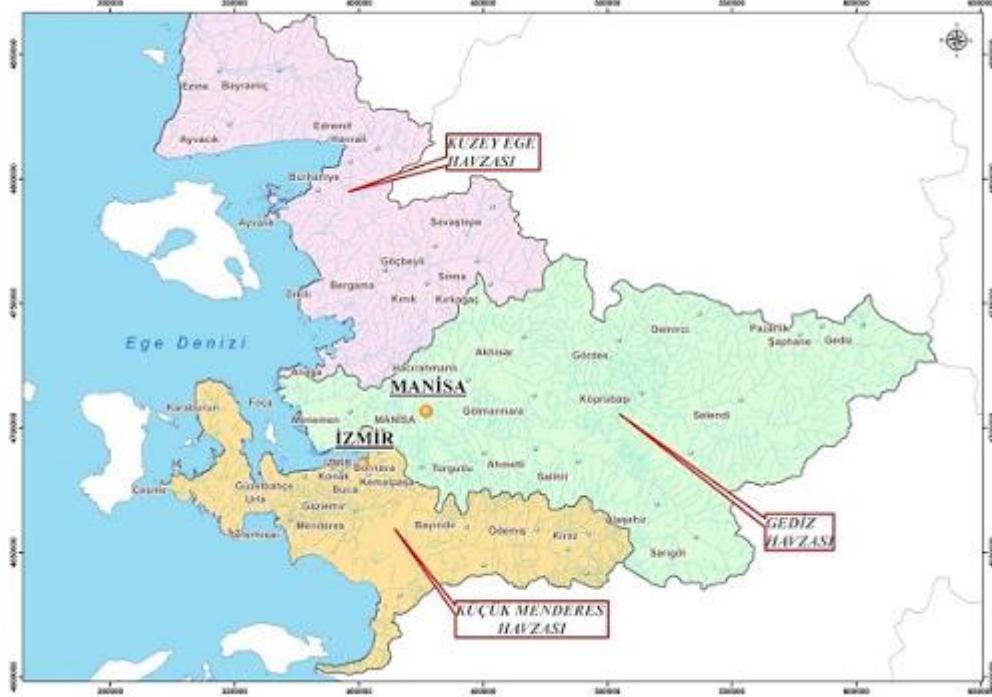 Ezine Bayramiç
Ayvacık
Edremit
Havran
KUZEY EGE
HAVZASI
Burhaniye
Ayvalık
Savaştepe
Göçbeyli
Bergama
Soma
Kınık
Kırkağaç
Dikili
Ege Denizi
Demirci
Pazarlık
Şaphane
Gediz
Akhisar
Gördes
Aliağa
Hacırahmanlı
MANİSA
Köprübaşı
Karaburun
Foça
Menemen
MANİSA
Gölmarmara
Selendi
İZMİR
İZMİR
Bornova
Konak
Kemalpaşa
Buca
Turgutlu
Ahmetli
Salihli
Çeşme
Güzelbahçe
Urla
Gaziemir
Seferihisar
Menderes
Bayındır
Ödemiş
Kiraz
Alaşehir
Sarıgöl
GEDİZ
HAVZASI
KÜÇÜK MENDERES
HAVZASI